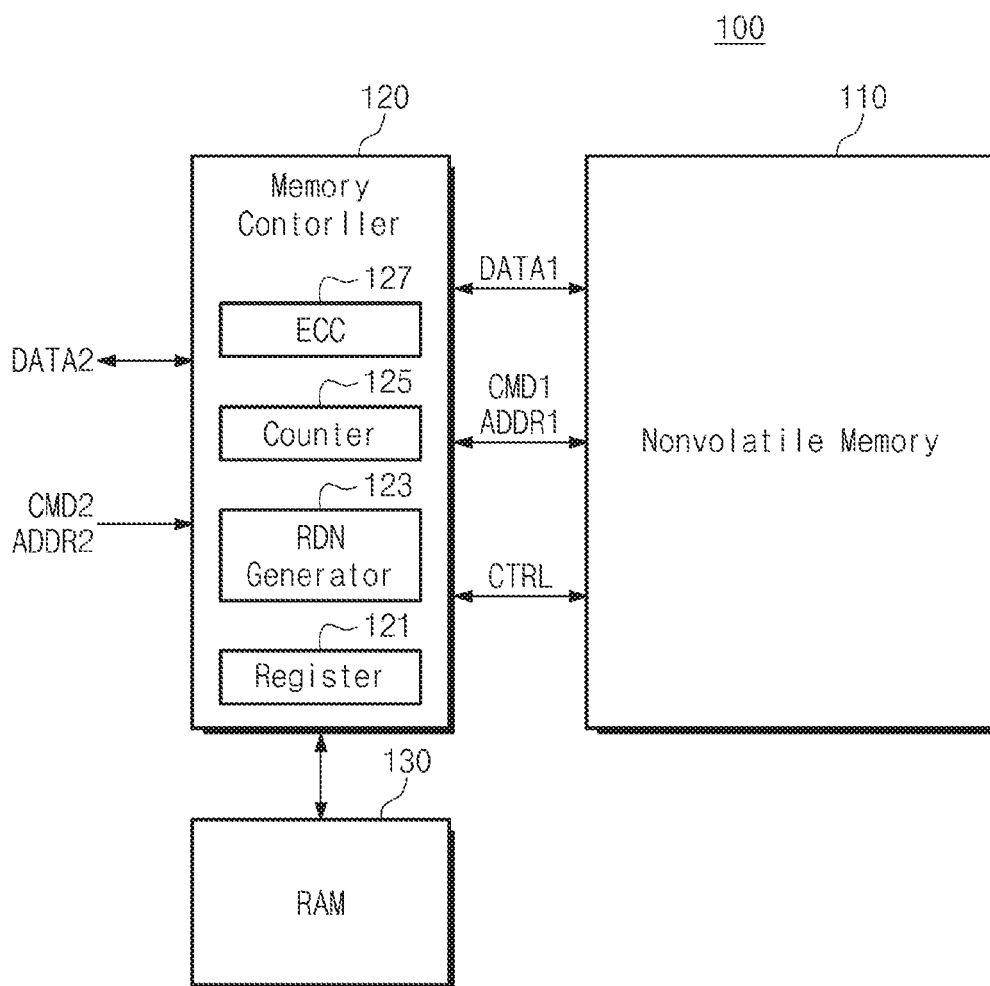 100
120
110
Memory
Contorller
127
ECC
DATA1
DATA2
125
Counter
CMD1
ADDR1
Nonvolatile Memory
123
CMD2
ADDR2
RDN
Generator
CTRL
121
Register
130
RAM